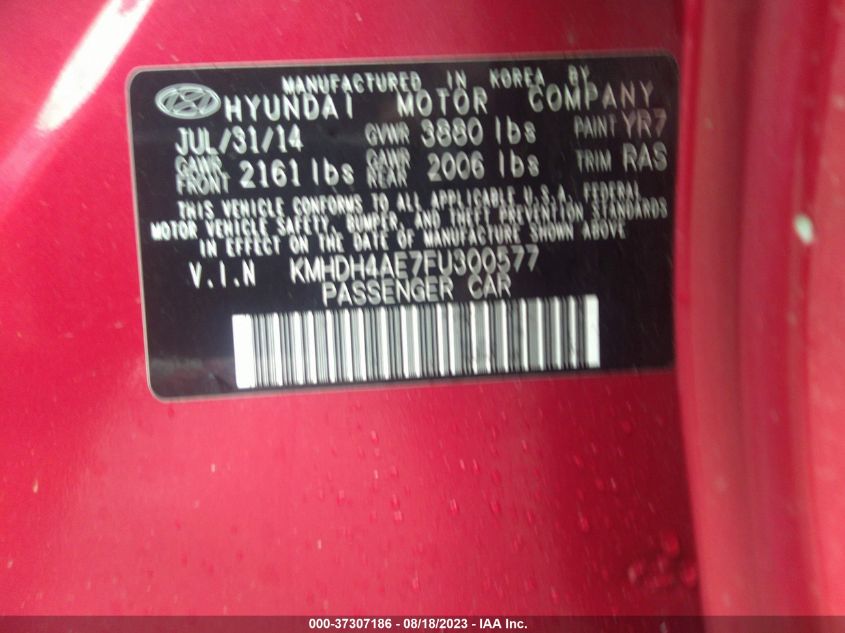 MANUFACTURED IN KOREA BY
HYUNDAI MOTOR COMPANY
JUL/31/14 GVWR 3880 lbs PAINT YR7
GAWR FRONT 2161 lbs GAWR REAR 2006 lbs TRIM RAS
THIS VEHICLE CONFORMS TO ALL APPLICABLE U.S.A. FEDERAL
MOTOR VEHICLE SAFETY, BUMPER, AND THEFT PREVENTION STANDARDS
IN EFFECT ON THE DATE OF MANUFACTURE SHOWN ABOVE
V.I.N KMHDH4AE7FU300577
PASSENGER CAR
000-37307186 - 08/18/2023 - IAA Inc.